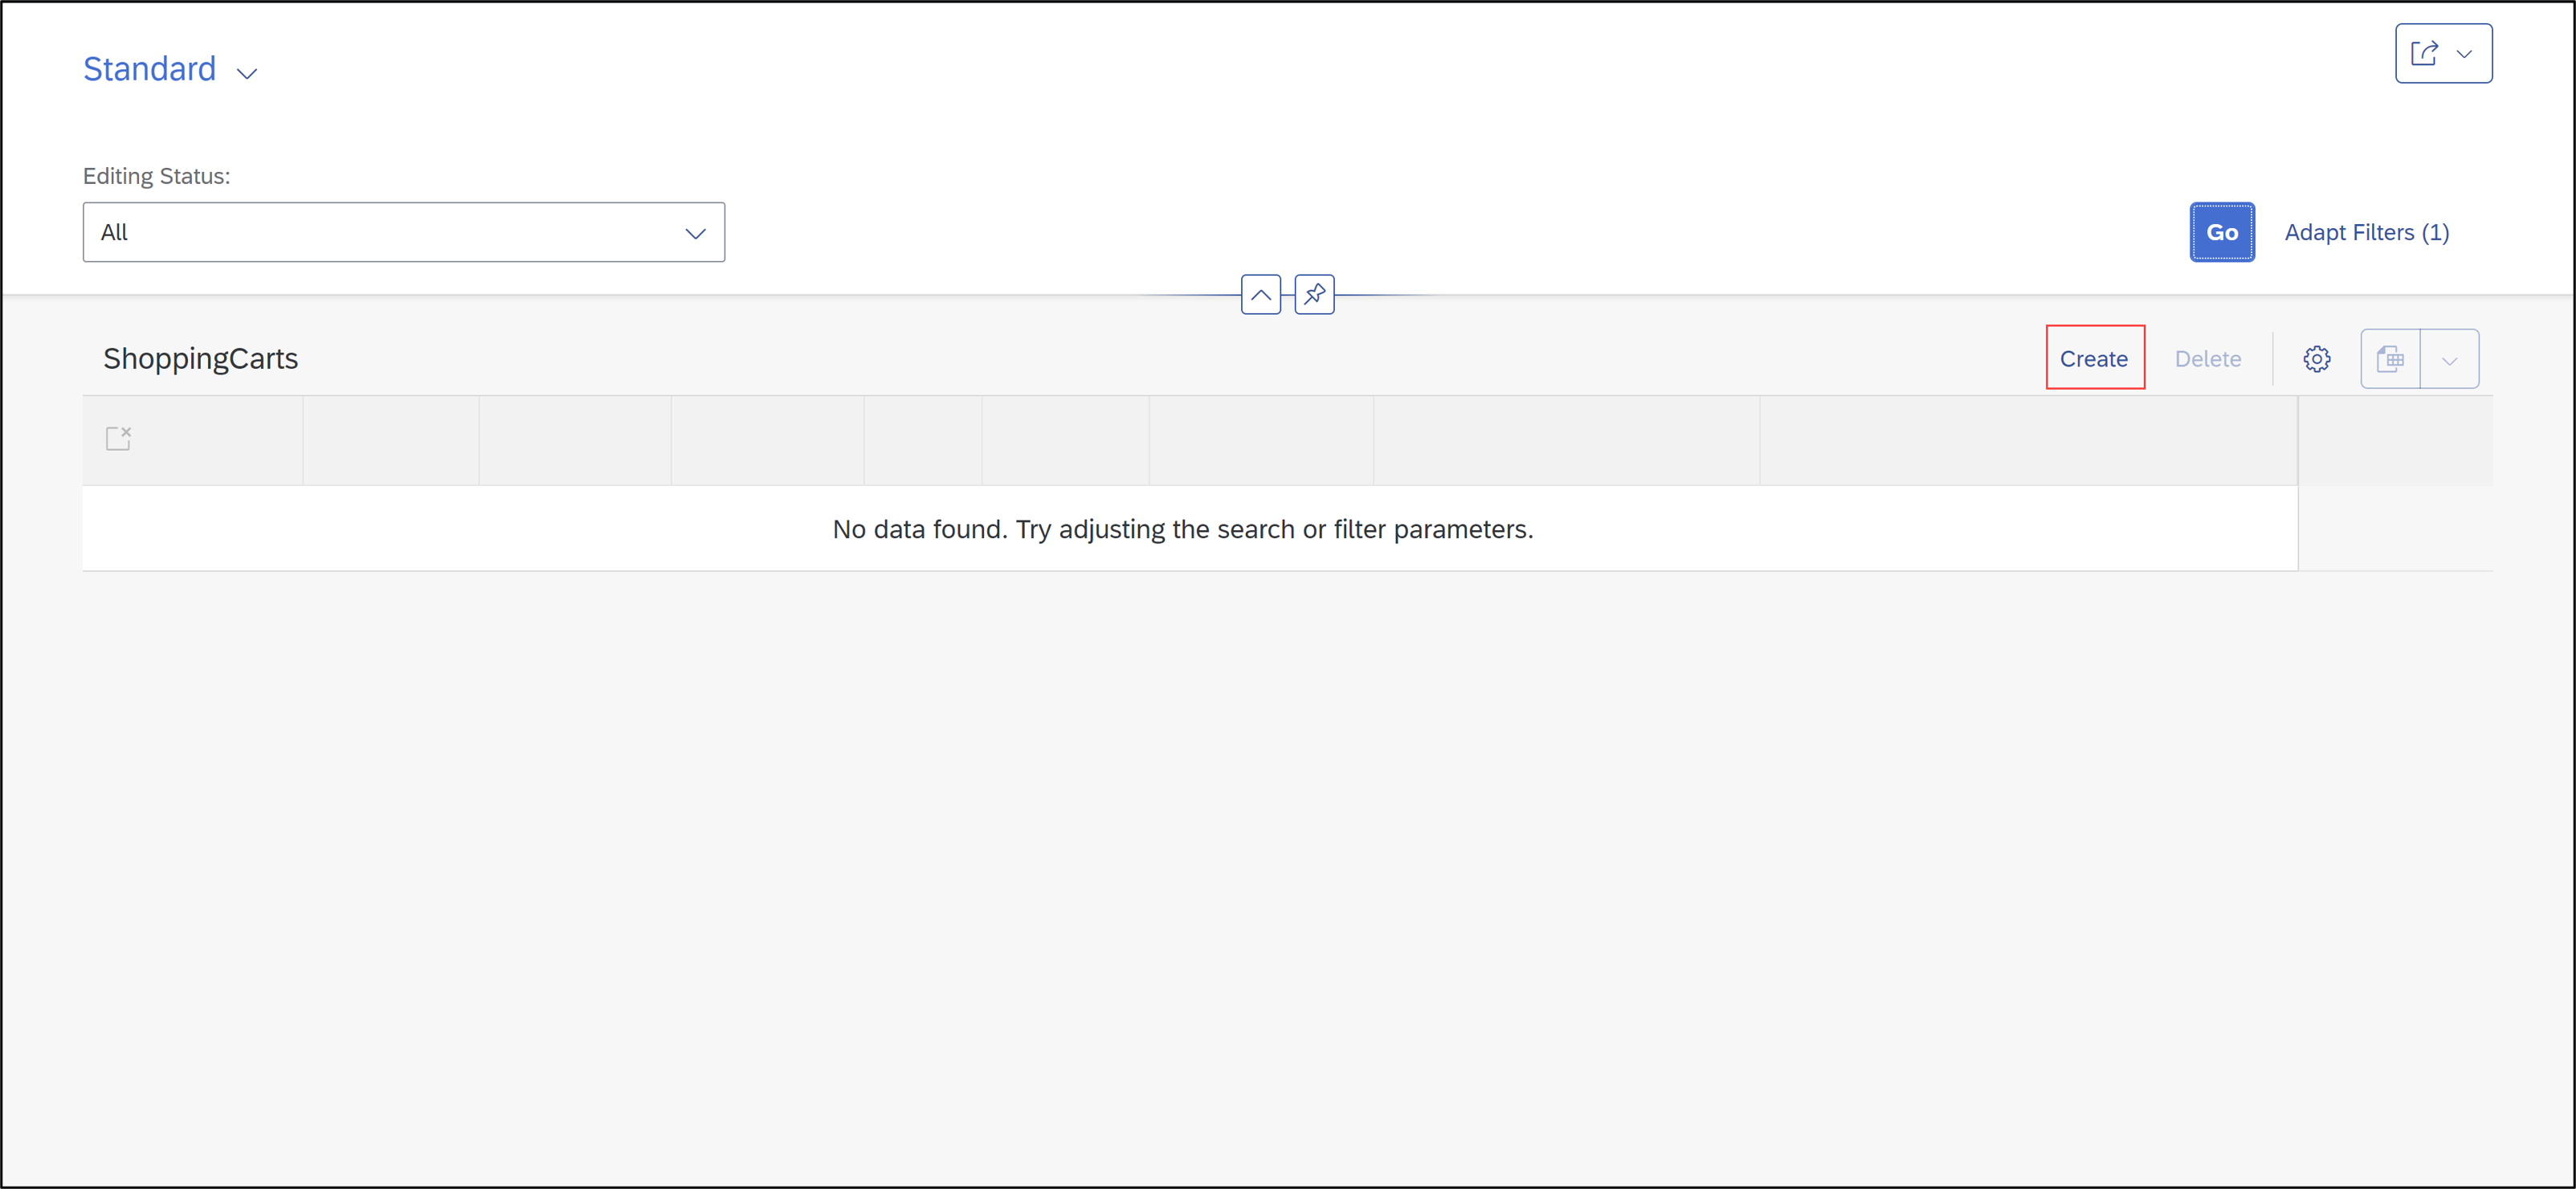 Standard
Editing Status:
All
Go
Adapt Filters (1)
ShoppingCarts
Create
Delete
No data found. Try adjusting the search or filter parameters.